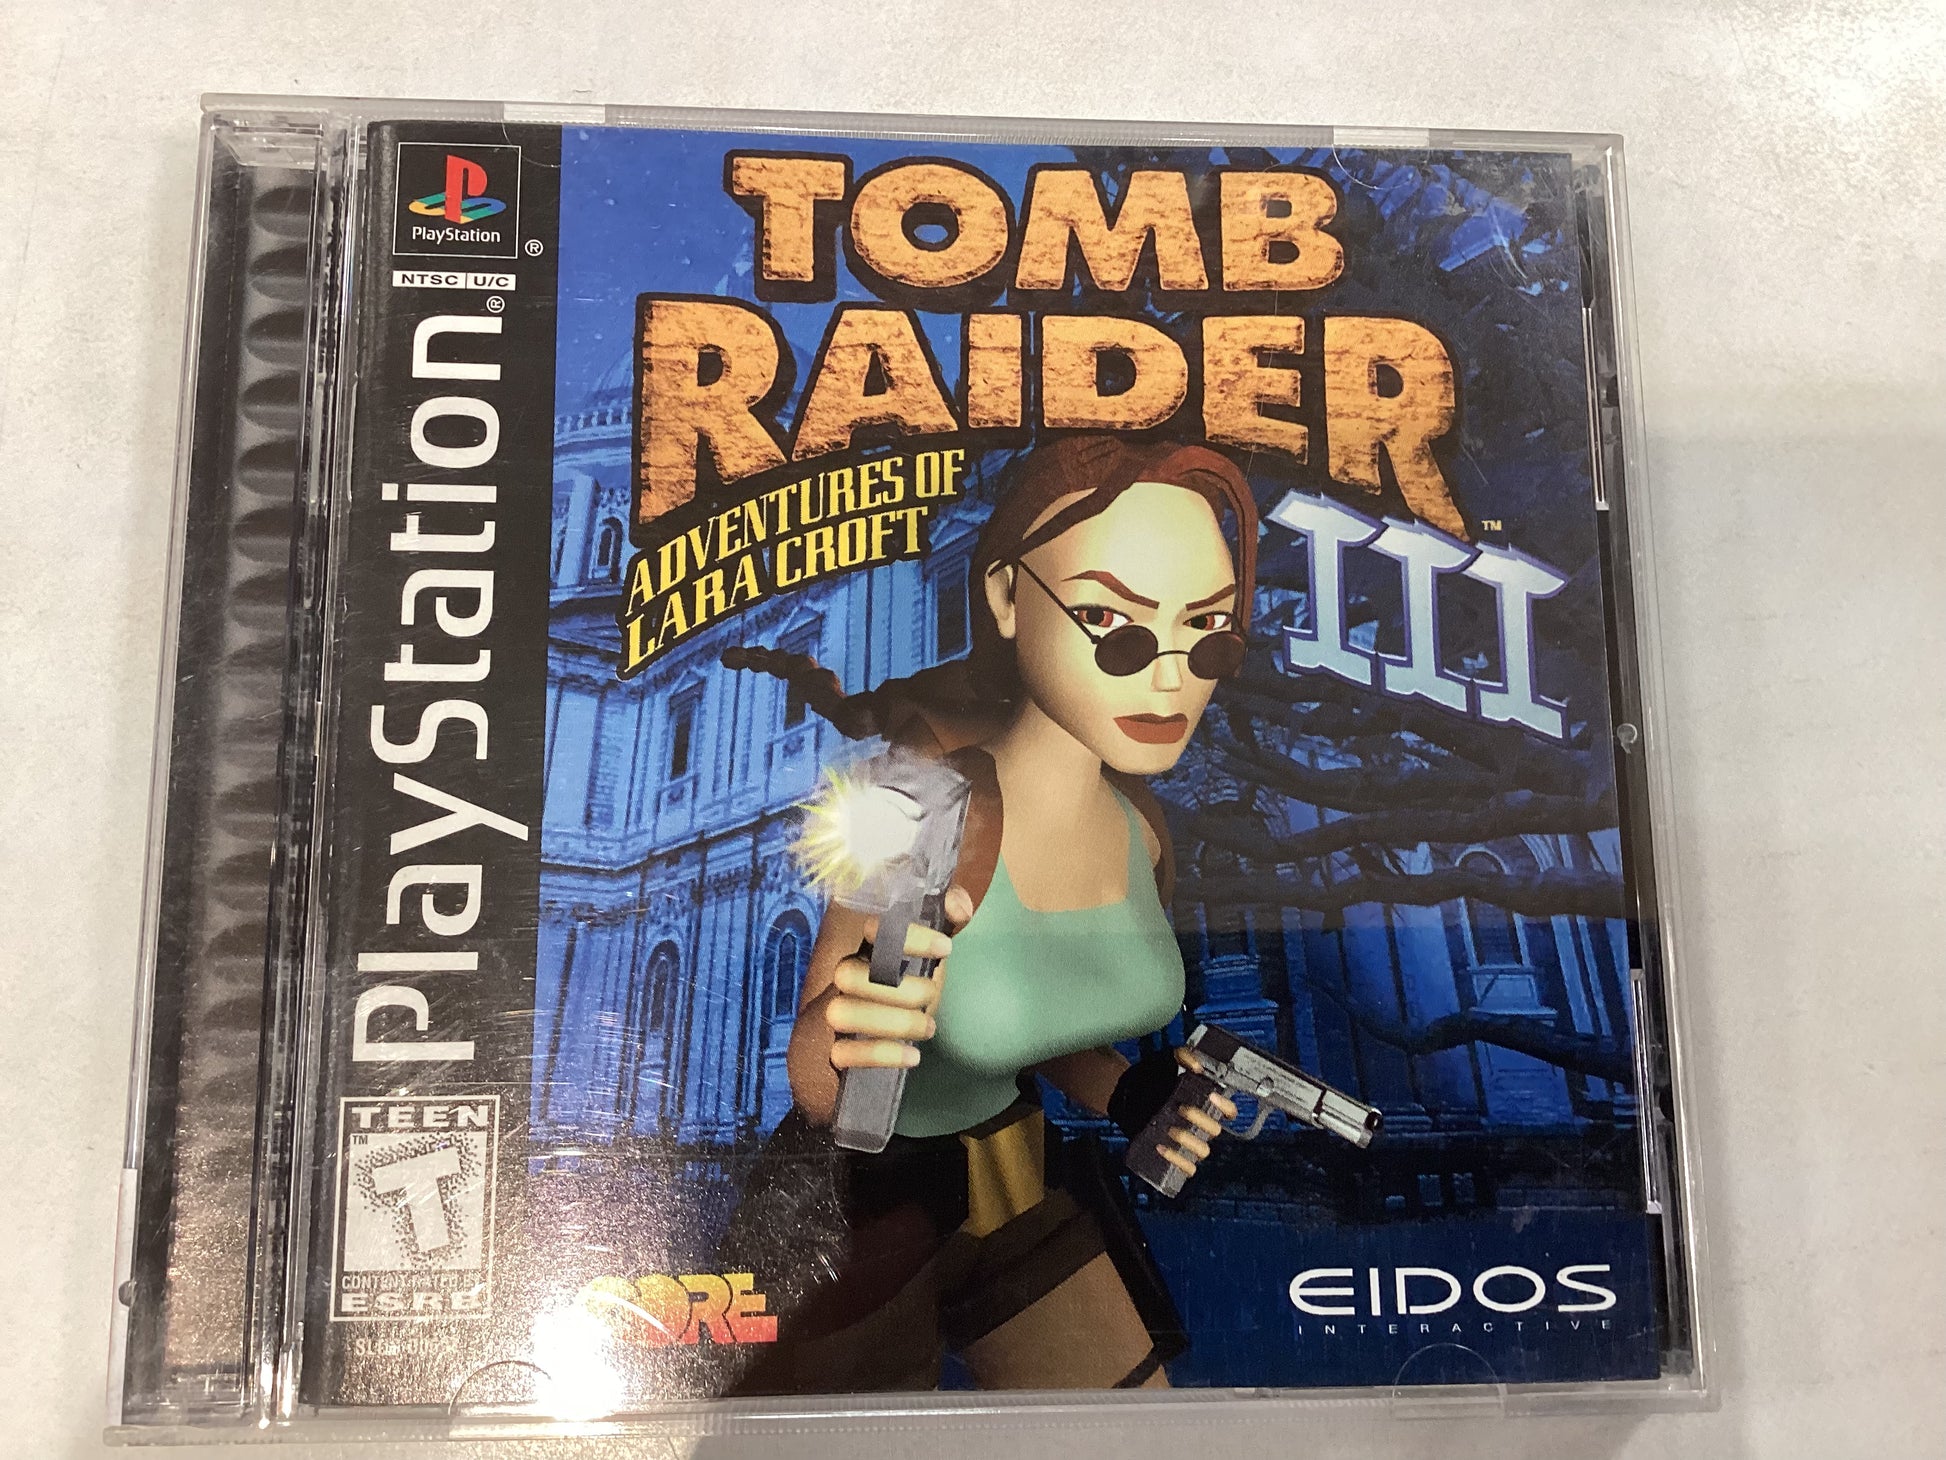 PlayStation
®
NTSC U/C
PlayStation®
TEEN
TM
T
CONTENT RATED BY
ESRB
TOMB
RAIDER
III
TM
ADVENTURES OF
LARA CROFT
CORE
EIDOS
INTERACTIVE